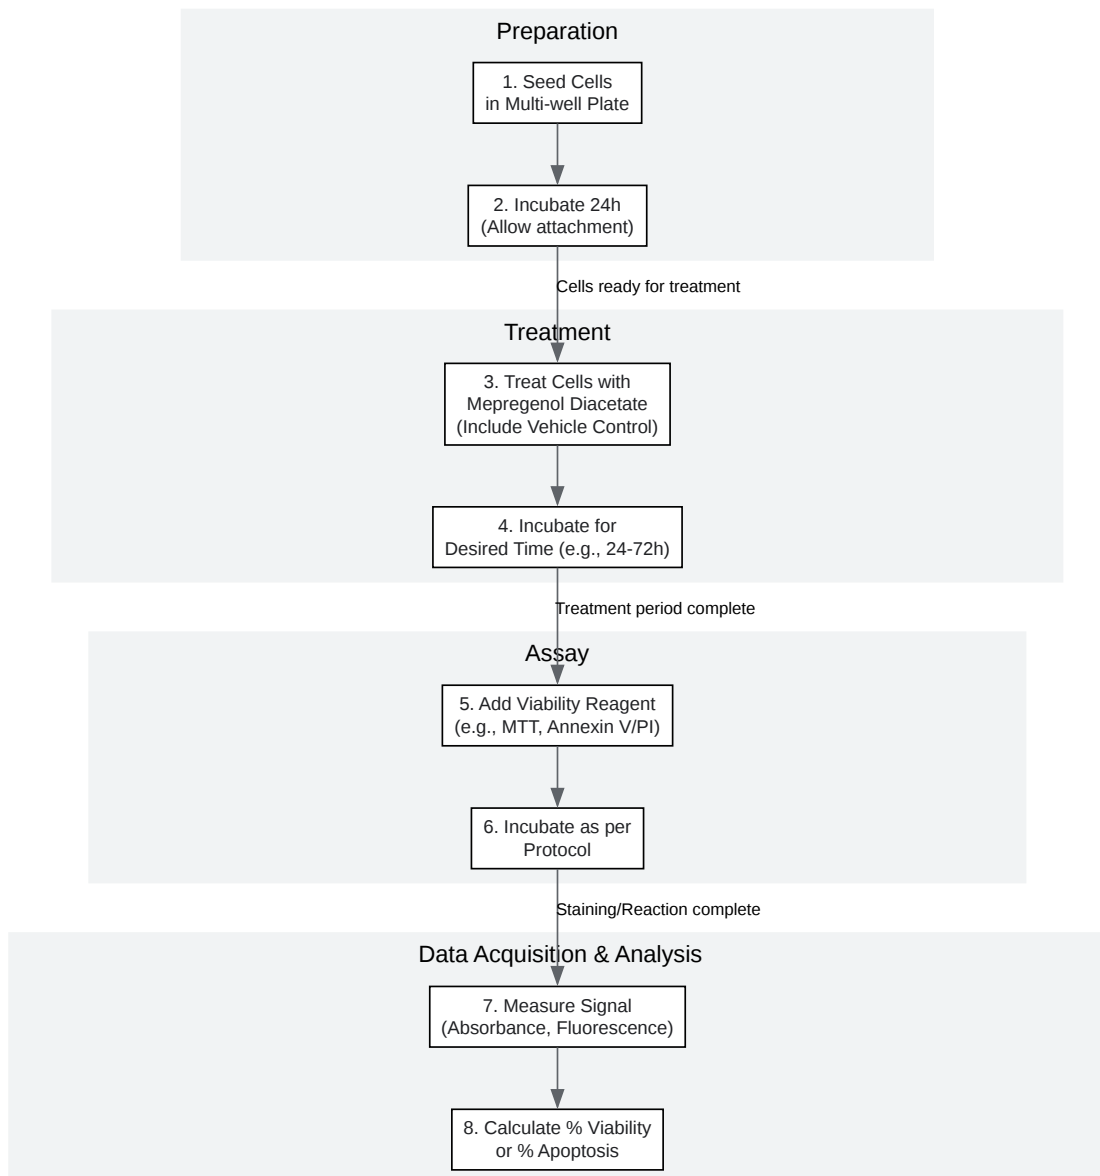 Preparation
1. Seed Cells
in Multi-well Plate
2. Incubate 24h
(Allow attachment)
Cells ready for treatment
Treatment
3. Treat Cells with
Mepregenol Diacetate
(Include Vehicle Control)
4. Incubate for
Desired Time (e.g., 24-72h)
Treatment period complete
Assay
5. Add Viability Reagent
(e.g., MTT, Annexin V/PI)
6. Incubate as per
Protocol
Staining/Reaction complete
Data Acquisition & Analysis
7. Measure Signal
(Absorbance, Fluorescence)
8. Calculate % Viability
or % Apoptosis